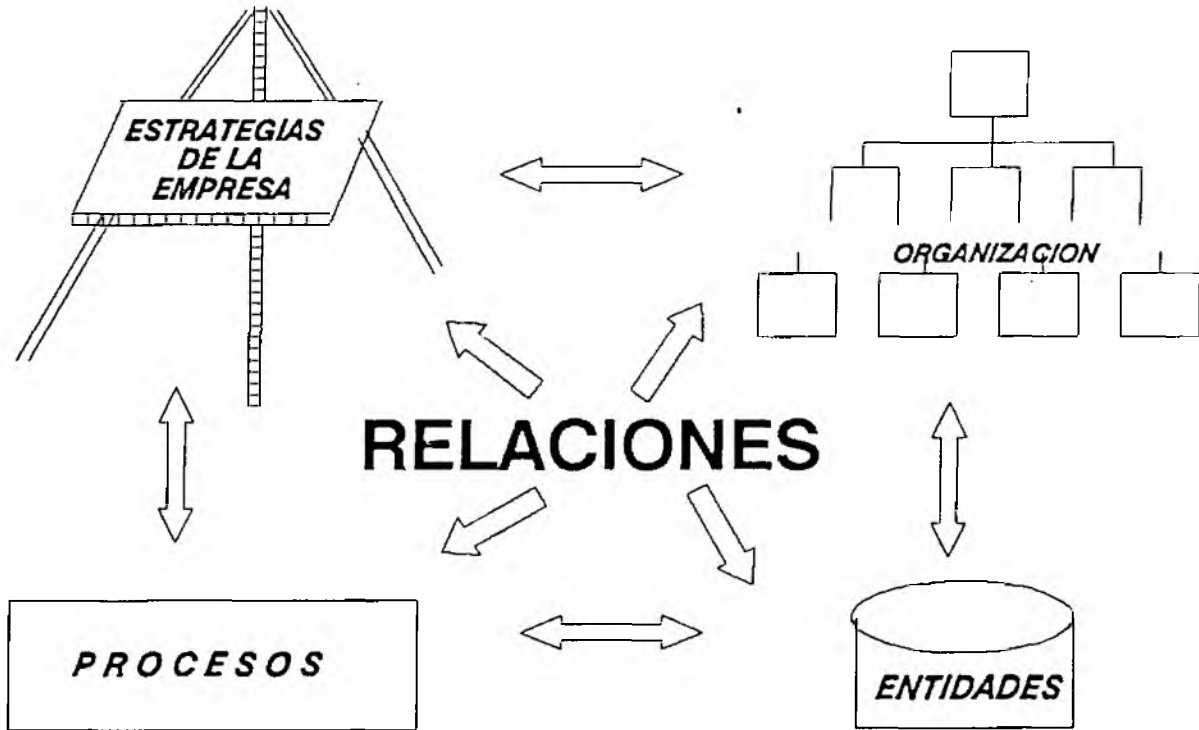 ESTRATEGIAS
DE LA
EMPRESA
ORGANIZACION
RELACIONES
PROCESOS
ENTIDADES